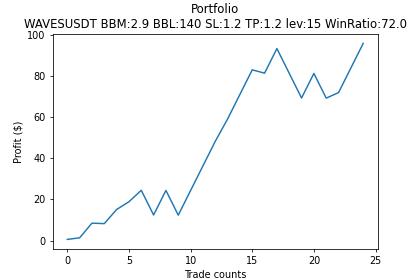 Portfolio
WAVESUSDT BBM:2.9 BBL:140 SL:1.2 TP:1.2 lev:15 WinRatio:72.0
100
80
60
40
20
0
Profit ($)
0 5 10 15 20 25
Trade counts